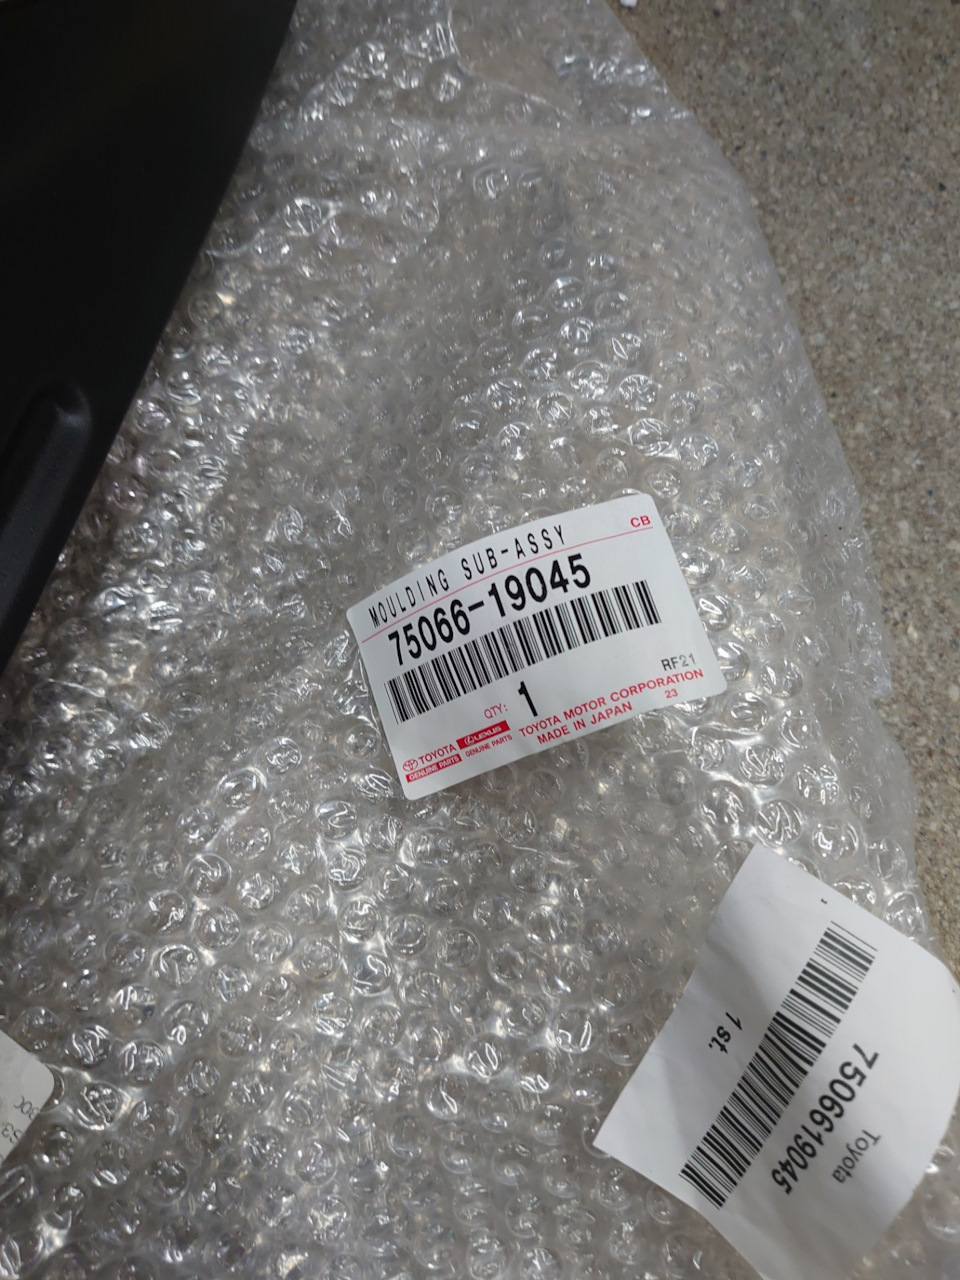 MOULDING SUB-ASSY
CB
75066-19045
QTY: 1
RF21
TOYOTA
GENUINE PARTS
LEXUS
GENUINE PARTS
TOYOTA MOTOR CORPORATION
MADE IN JAPAN
23
1 st.
7506619045
Toyota